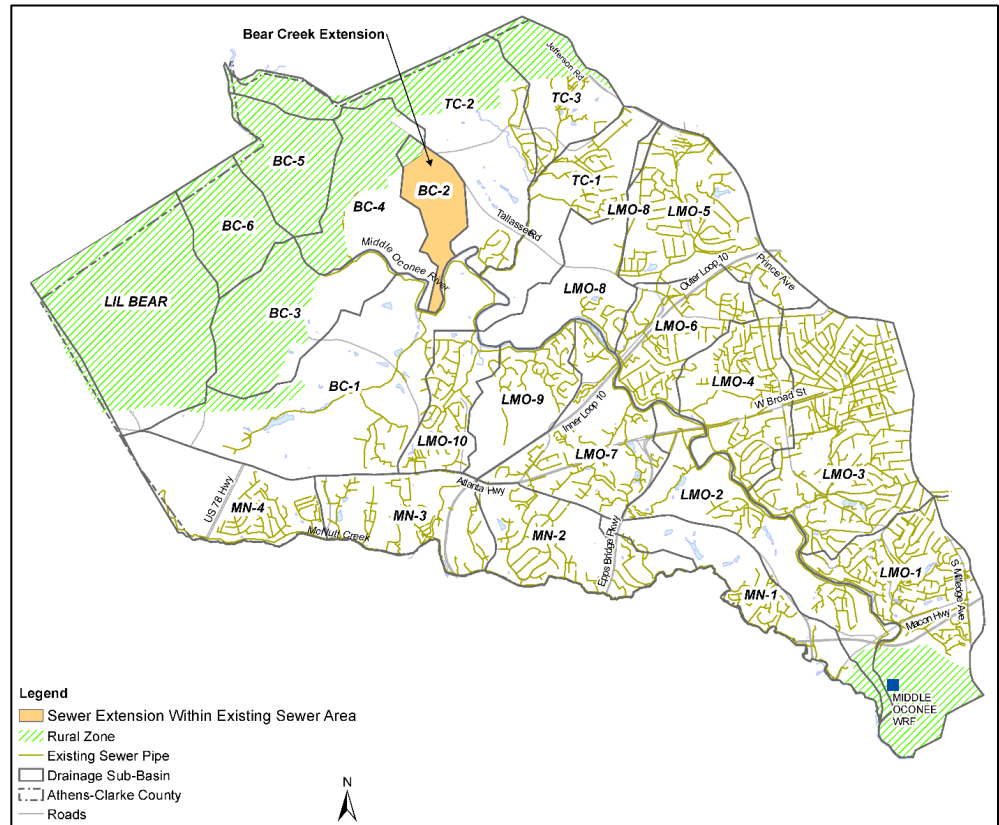 Bear Creek Extension
Jefferson Rd
TC-3
TC-2
BC-5
BC-2
TC-1
BC-4
LMO-8
LMO-5
BC-6
Tallassee Rd
Middle Oconee River
Outer Loop 10
Prince Ave
LIL BEAR
BC-3
LMO-8
LMO-6
BC-1
LMO-4
LMO-9
W Broad St
Inner Loop 10
LMO-10
LMO-7
LMO-3
Atlanta Hwy
US 78 Hwy
LMO-2
MN-4
MN-3
McNutt Creek
MN-2
Epps Bridge Pkwy
LMO-1
S Milledge Ave
MN-1
Macon Hwy
MIDDLE
OCONEE
WRF
Legend
Sewer Extension Within Existing Sewer Area
Rural Zone
Existing Sewer Pipe
Drainage Sub-Basin
Athens-Clarke County
Roads
N